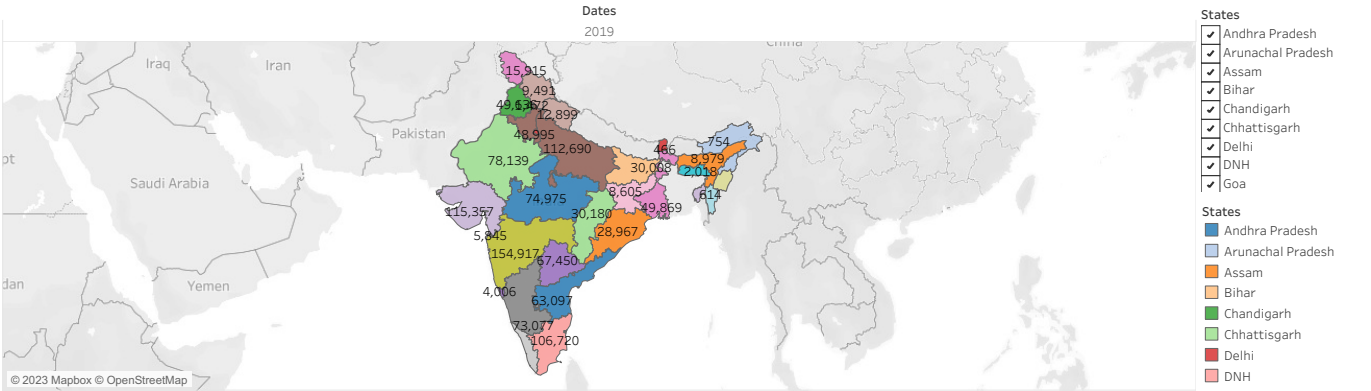 Dates
2019
States
Andhra Pradesh
Arunachal Pradesh
Assam
Bihar
Chandigarh
Chhattisgarh
Delhi
DNH
Goa
States
Andhra Pradesh
Arunachal Pradesh
Assam
Bihar
Chandigarh
Chhattisgarh
Delhi
DNH
China
Iraq
Iran
Pakistan
Saudi Arabia
Yemen
pt
dan
15,915
9,491
12,899
48,995
112,690
78,139
466
754
8,979
2,018
614
30,008
8,605
49,869
74,975
30,180
28,967
115,357
5,845
154,917
67,450
4,006
63,097
73,077
106,720
© 2023 Mapbox © OpenStreetMap